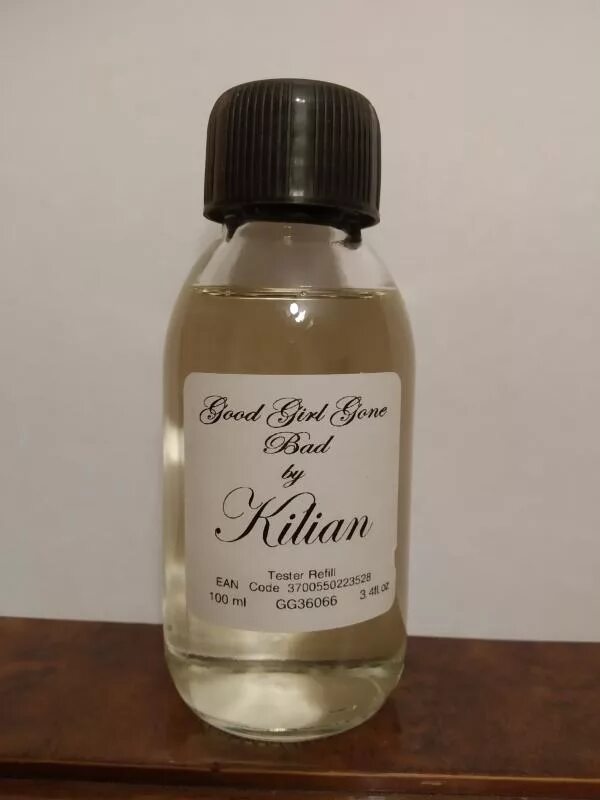 Good Girl Gone
Bad
by
Kilian
Tester Refill
EAN Code 3700550223528
100 ml GG36066 3.4fl.oz